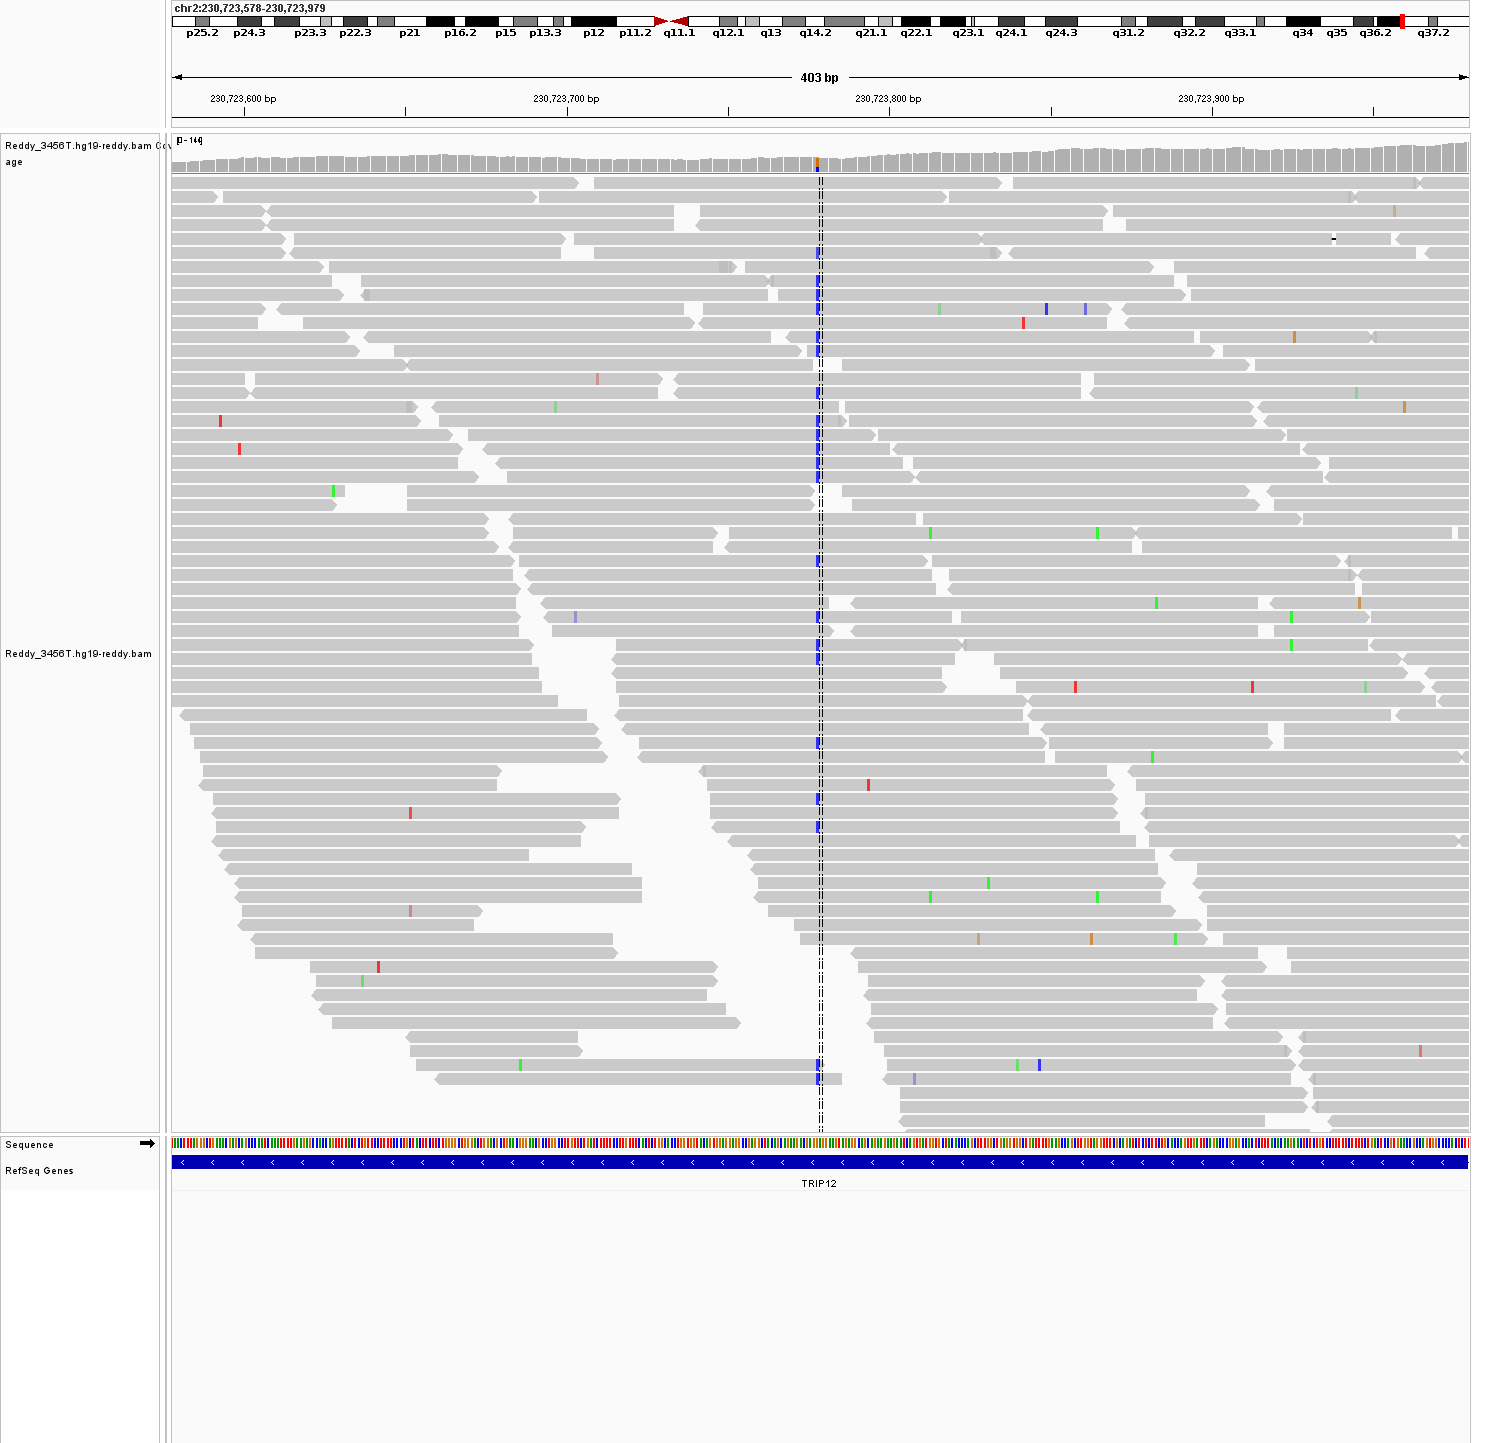 chr2:230,723,578-230,723,979
p25.2 p24.3 p23.3 p22.3 p21 p16.2 p15 p13.3 p12 p11.2 q11.1 q12.1 q13 q14.2 q21.1 q22.1 q23.1 q24.1 q24.3 q31.2 q32.2 q33.1 q34 q35 q36.2 q37.2
403 bp
230,723,600 bp 230,723,700 bp 230,723,800 bp 230,723,900 bp
[0 - 144]
Reddy_3456T.hg19-reddy.bam Cov
age
Reddy_3456T.hg19-reddy.bam
Sequence
RefSeq Genes
TRIP12